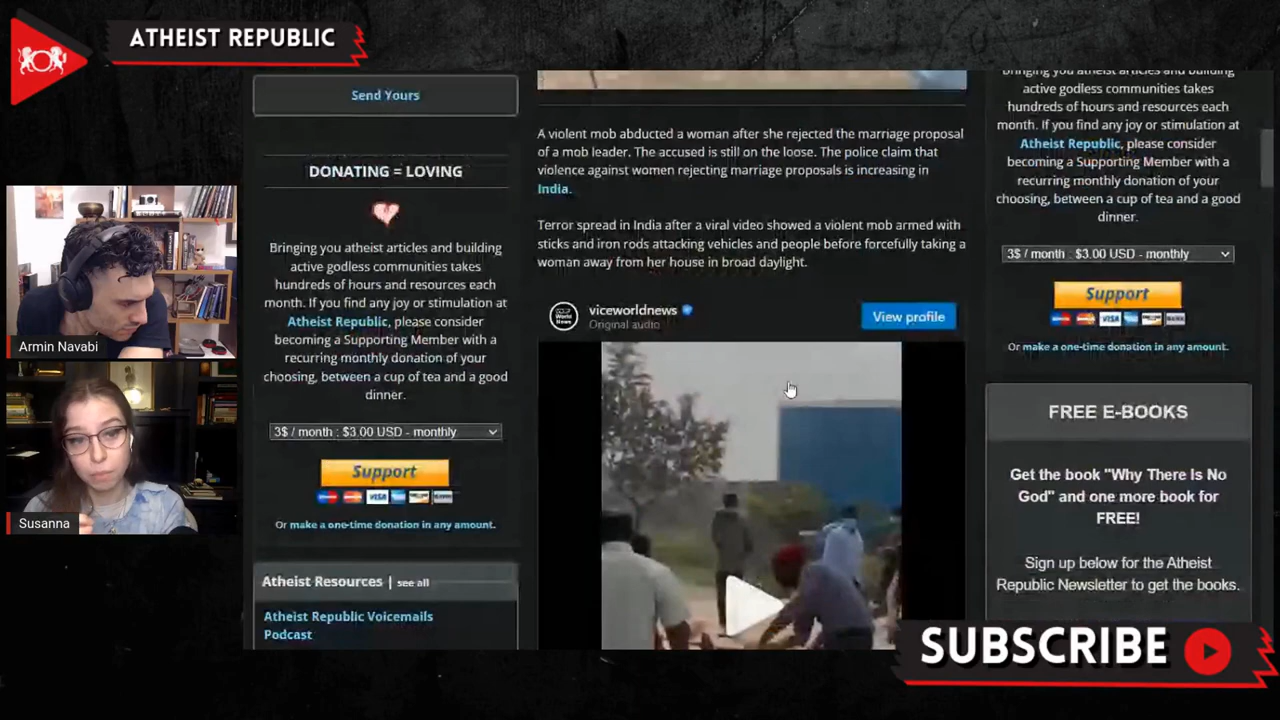 ATHEIST REPUBLIC
Armin Navabi
Susanna
Send Yours
DONATING = LOVING
Bringing you atheist articles and building
active godless communities takes
hundreds of hours and resources each
month. If you find any joy or stimulation at
Atheist Republic, please consider
becoming a Supporting Member with a
recurring monthly donation of your
choosing, between a cup of tea and a good
dinner.
3$ / month : $3.00 USD - monthly
Support
VISA
Or make a one-time donation in any amount.
Atheist Resources | see all
Atheist Republic Voicemails
Podcast
A violent mob abducted a woman after she rejected the marriage proposal
of a mob leader. The accused is still on the loose. The police claim that
violence against women rejecting marriage proposals is increasing in
India.
Terror spread in India after a viral video showed a violent mob armed with
sticks and iron rods attacking vehicles and people before forcefully taking a
woman away from her house in broad daylight.
World
News
viceworldnews
Original audio
View profile
Bringing you atheist articles and building
active godless communities takes
hundreds of hours and resources each
month. If you find any joy or stimulation at
Atheist Republic, please consider
becoming a Supporting Member with a
recurring monthly donation of your
choosing, between a cup of tea and a good
dinner.
3$ / month : $3.00 USD - monthly
Support
VISA
Or make a one-time donation in any amount.
FREE E-BOOKS
Get the book "Why There Is No
God" and one more book for
FREE!
Sign up below for the Atheist
Republic Newsletter to get the books.
SUBSCRIBE